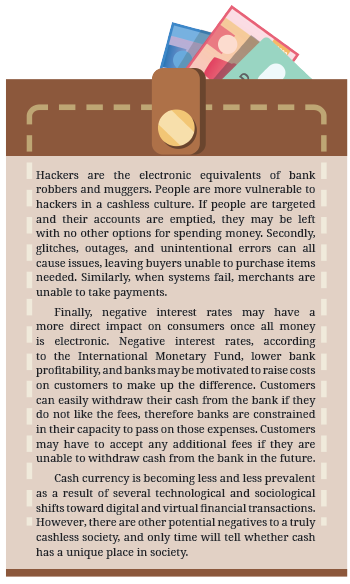 Hackers are the electronic equivalents of bank
robbers and muggers. People are more vulnerable to
hackers in a cashless culture. If people are targeted
and their accounts are emptied, they may be left
with no other options for spending money. Secondly,
glitches, outages, and unintentional errors can all
cause issues, leaving buyers unable to purchase items
needed. Similarly, when systems fail, merchants are
unable to take payments.
Finally, negative interest rates may have a
more direct impact on consumers once all money
is electronic. Negative interest rates, according
to the International Monetary Fund, lower bank
profitability, and banks may be motivated to raise costs
on customers to make up the difference. Customers
can easily withdraw their cash from the bank if they
do not like the fees, therefore banks are constrained
in their capacity to pass on those expenses. Customers
may have to accept any additional fees if they are
unable to withdraw cash from the bank in the future.
Cash currency is becoming less and less prevalent
as a result of several technological and sociological
shifts toward digital and virtual financial transactions.
However, there are other potential negatives to a truly
cashless society, and only time will tell whether cash
has a unique place in society.